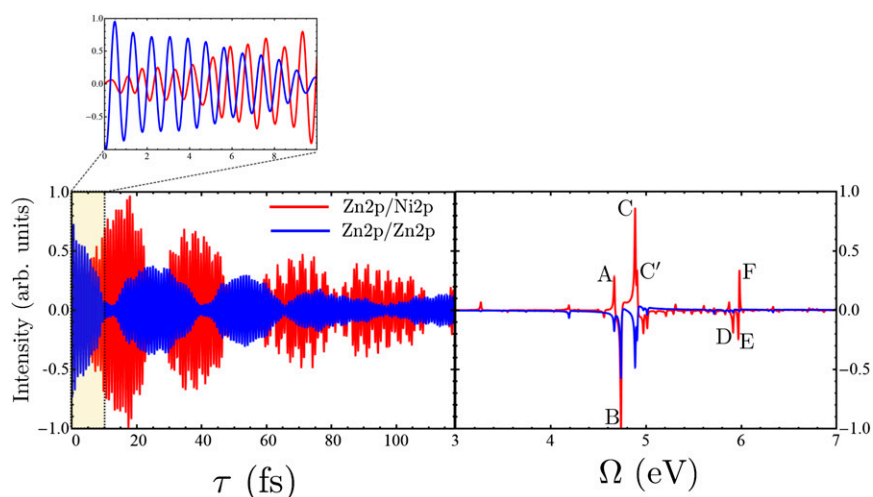 1.0
0.5
0.0
-0.5
0 2 4 6 8
1.0
0.5
0.0
-0.5
-1.0
Intensity (arb. units)
Zn2p/Ni2p
Zn2p/Zn2p
0 20 40 60 80 100
τ (fs)
A
B
C
C′
D
E
F
1.0
0.5
0.0
-0.5
-1.0
3 4 5 6 7
Ω (eV)